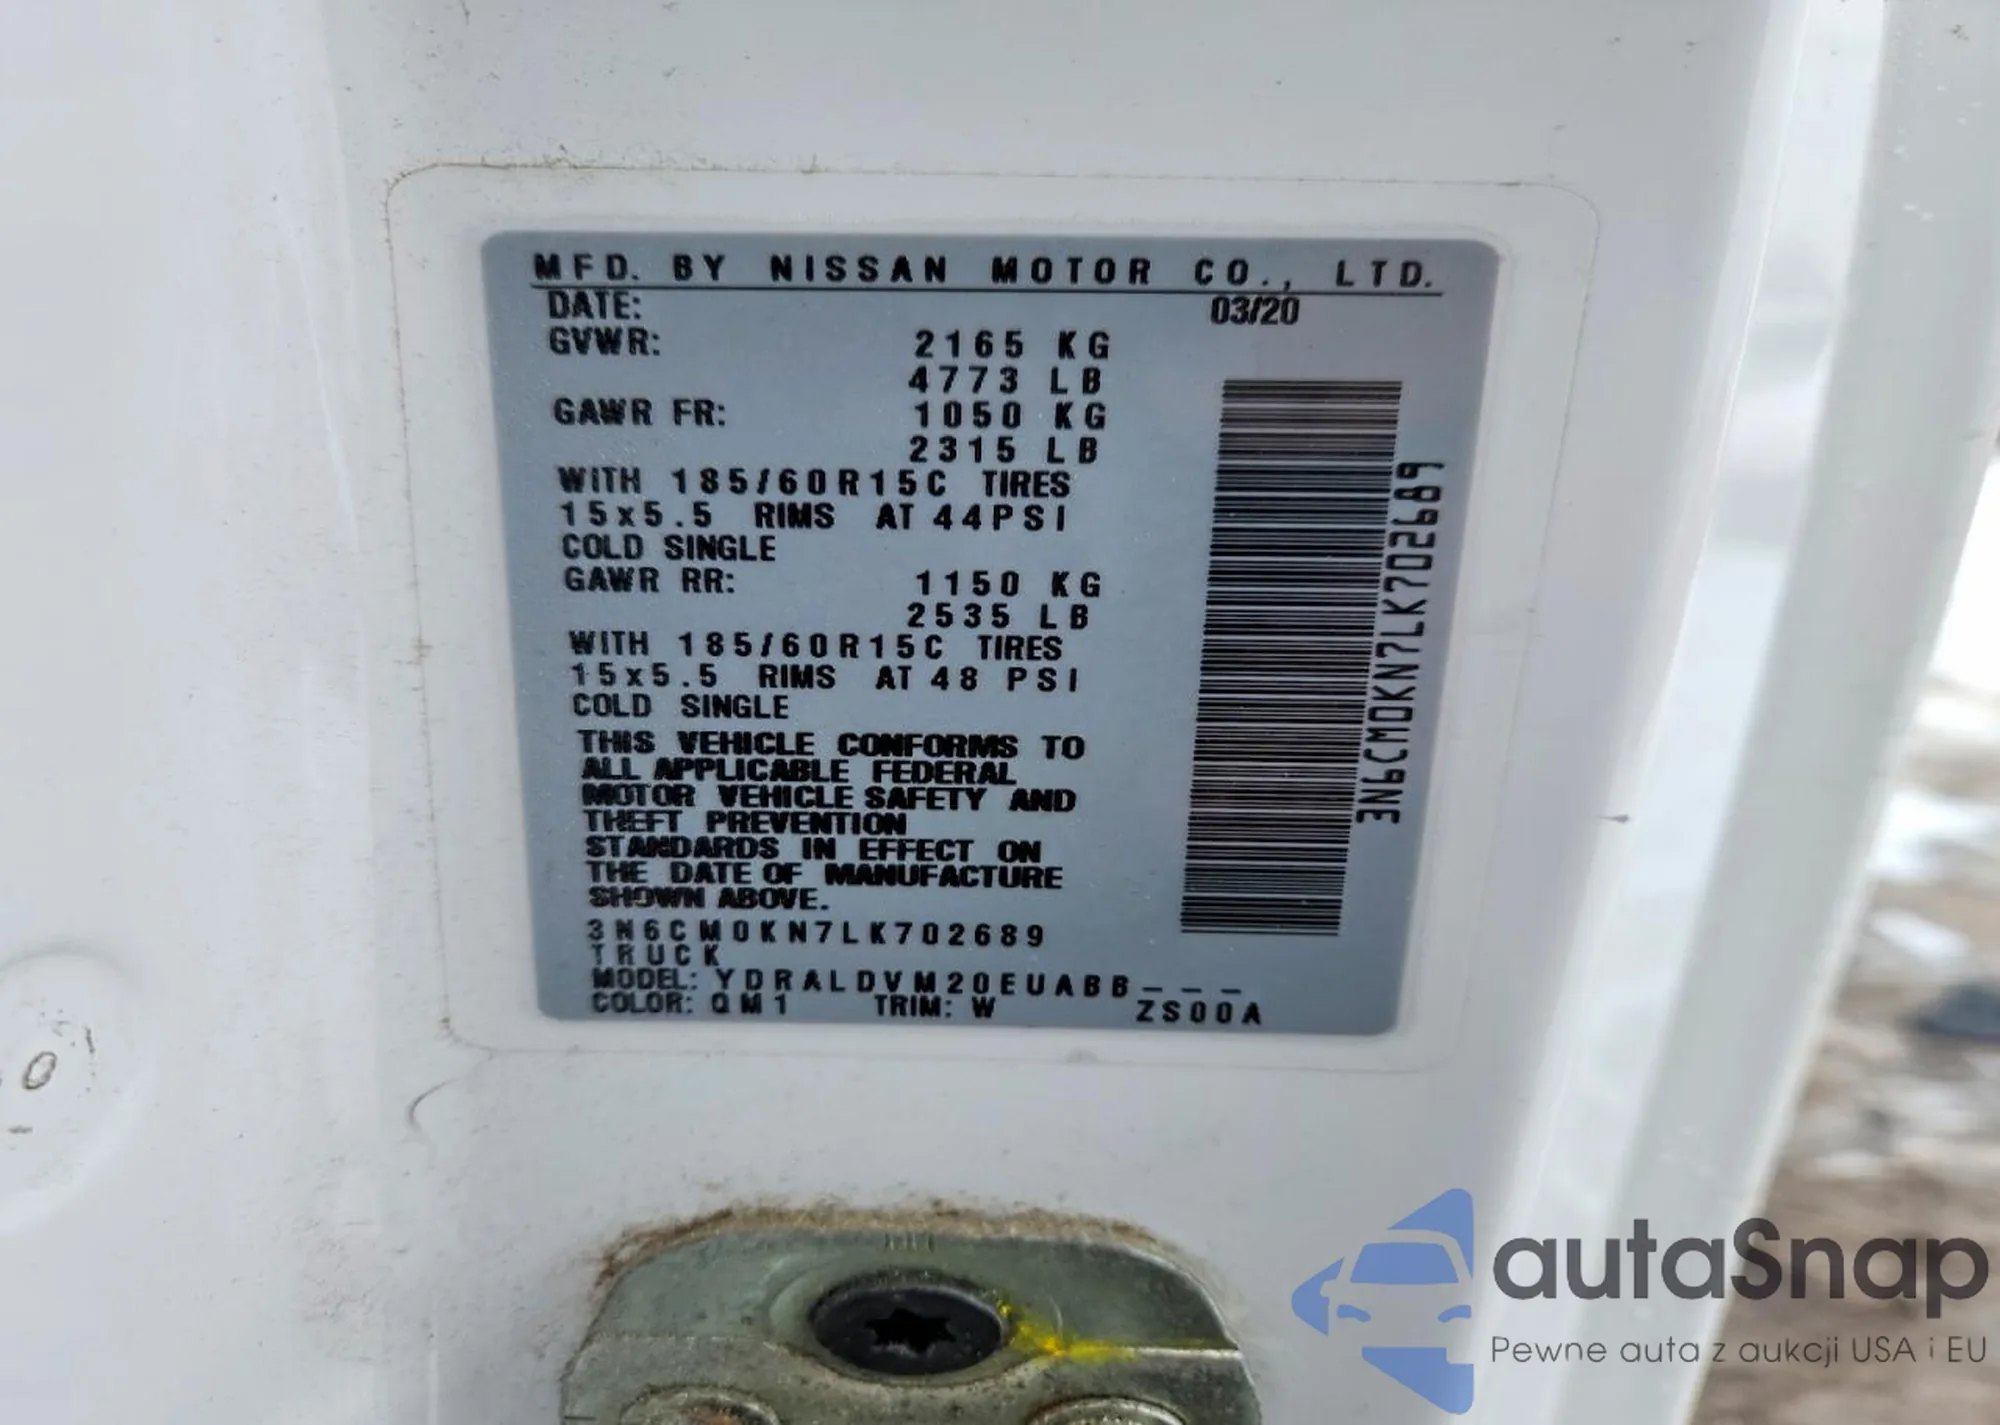 MFD. BY NISSAN MOTOR CO., LTD.
DATE: 03/20
GVWR: 2165 KG
4773 LB
GAWR FR: 1050 KG
2315 LB
WITH 185/60R15C TIRES
15x5.5 RIMS AT 44PSI
COLD SINGLE
GAWR RR: 1150 KG
2535 LB
WITH 185/60R15C TIRES
15x5.5 RIMS AT 48 PSI
COLD SINGLE
THIS VEHICLE CONFORMS TO
ALL APPLICABLE FEDERAL
MOTOR VEHICLE SAFETY AND
THEFT PREVENTION
STANDARDS IN EFFECT ON
THE DATE OF MANUFACTURE
SHOWN ABOVE.
3N6CM0KN7LK702689
TRUCK
MODEL: YDRALDVM20EUABB---
COLOR: QM1 TRIM: W ZS00A
3N6CM0KN7LK702689
autaSnap
Pewne auta z aukcji USA i EU